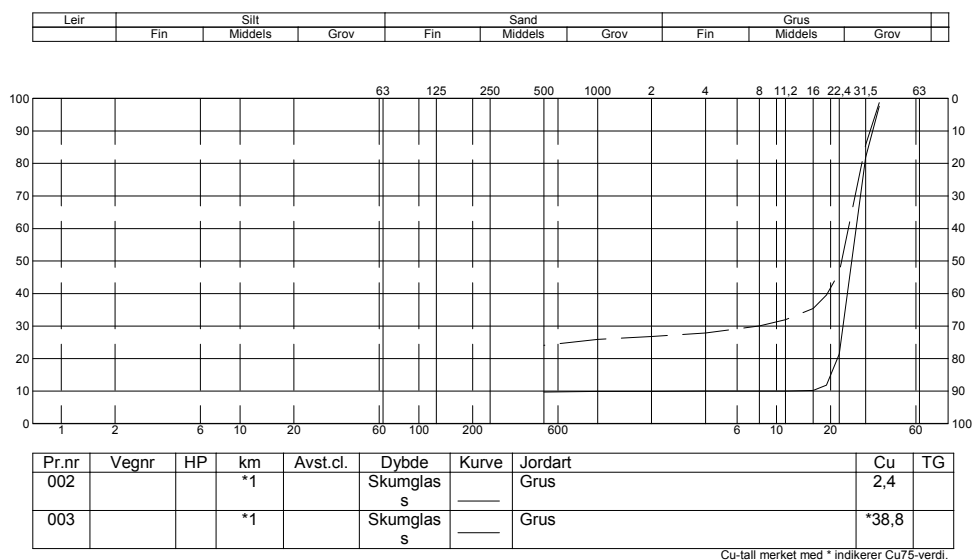 Leir Silt Sand Grus
Fin Middels Grov Fin Middels Grov Fin Middels Grov
63 125 250 500 1000 2 4 8 11,2 16 22,4 31,5 63
100 0
90 10
80 20
70 30
60 40
50 50
40 60
30 70
20 80
10 90
0 100
1 2 6 10 20 60 100 200 600 6 10 20 60
Pr.nr Vegnr HP km Avst.cl. Dybde Kurve Jordart Cu TG
002 *1 Skumglas Grus 2,4
s
003 *1 Skumglas Grus *38,8
s
Cu-tall merket med * indikerer Cu75-verdi.